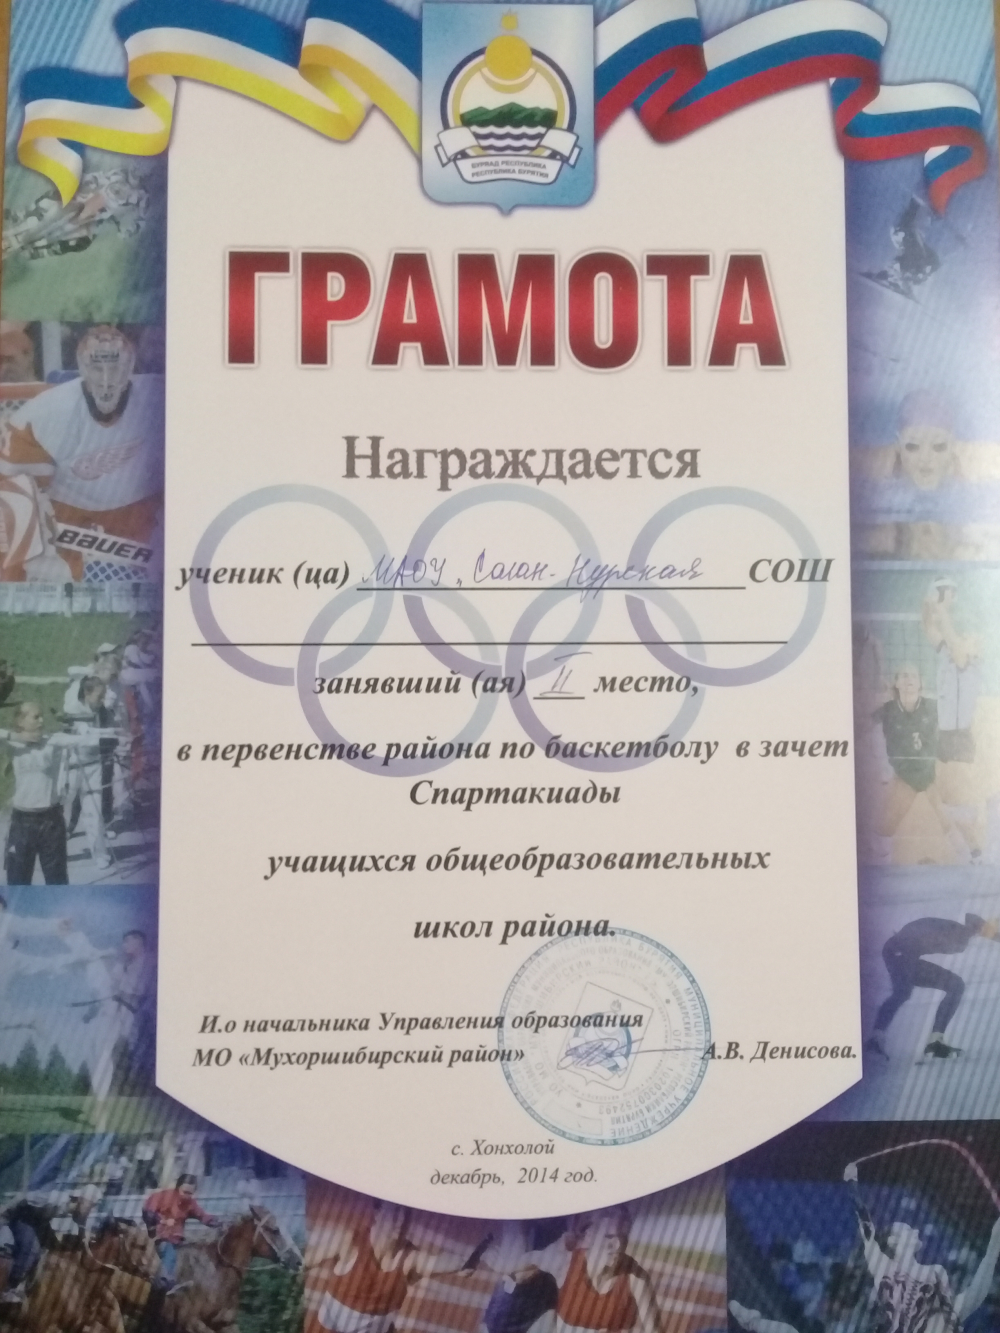 БУРЯАД РЕСПУБЛИКА
РЕСПУБЛИКА БУРЯТИЯ
ГРАМОТА
Награждается
BAUER
ученик (ца) МАОУ „Саган-Нурская СОШ
занявший (ая) II место,
3
в первенстве района по баскетболу в зачет
Спартакиады
учащихся общеобразовательных
школ района.
И.о начальника Управления образования
МО «Мухоршибирский район» А.В. Денисова.
с. Хонхолой
декабрь, 2014 год.